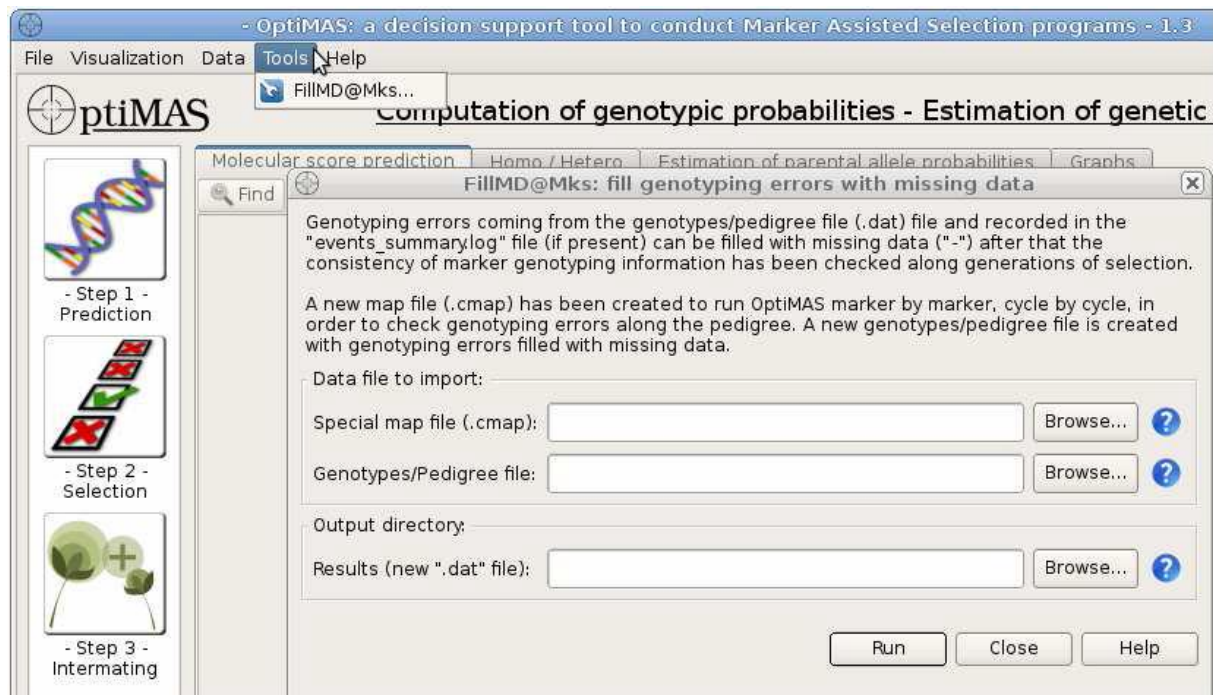 - OptiMAS: a decision support tool to conduct Marker Assisted Selection programs - 1.3
File Visualization Data Tools Help
FillMD@Mks...
OptiMAS
Computation of genotypic probabilities - Estimation of genetic
Molecular score prediction Homo / Hetero Estimation of parental allele probabilities Graphs
Find
FillMD@Mks: fill genotyping errors with missing data
Genotyping errors coming from the genotypes/pedigree file (.dat) file and recorded in the
"events_summary.log" file (if present) can be filled with missing data ("-") after that the
consistency of marker genotyping information has been checked along generations of selection.
A new map file (.cmap) has been created to run OptiMAS marker by marker, cycle by cycle, in
order to check genotyping errors along the pedigree. A new genotypes/pedigree file is created
with genotyping errors filled with missing data.
Data file to import:
Special map file (.cmap): Browse... ?
Genotypes/Pedigree file: Browse... ?
Output directory:
Results (new ".dat" file): Browse... ?
Run Close Help
- Step 1 -
Prediction
- Step 2 -
Selection
- Step 3 -
Intermating